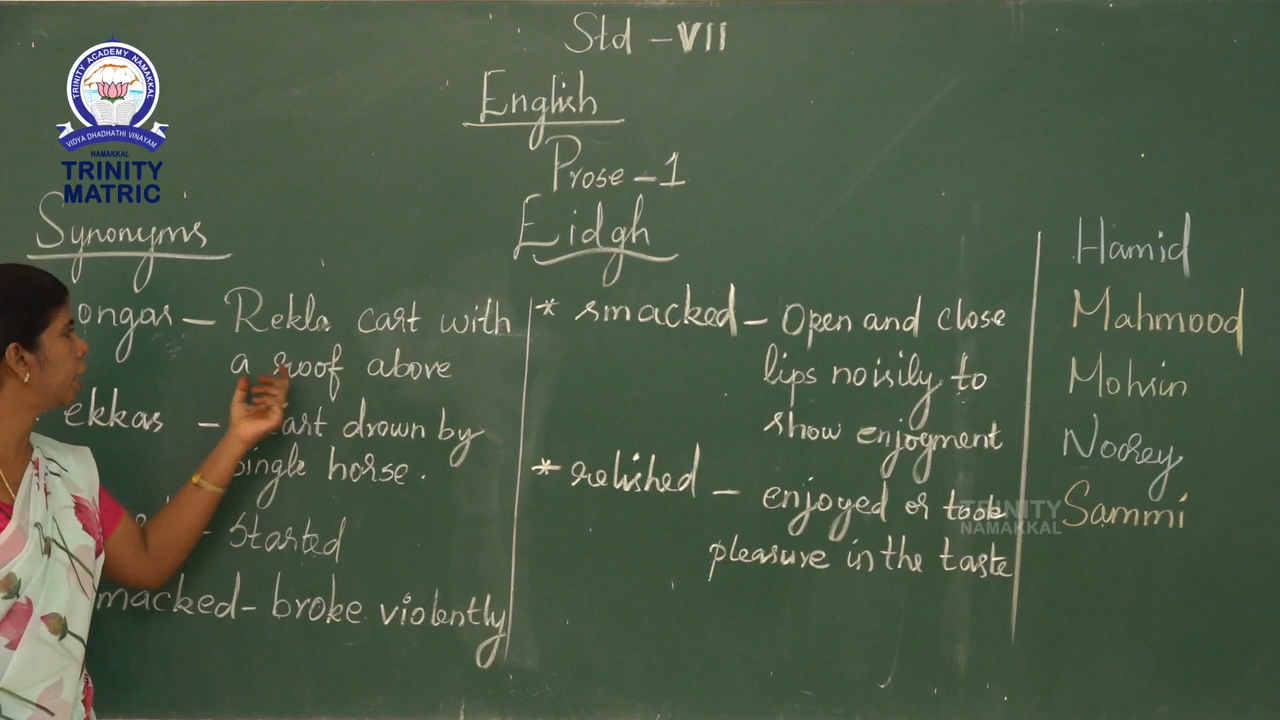 TRINITY ACADEMY NAMAKKAL
VIDYA DHADHATHI VINAYAM
NAMAKKAL
TRINITY
MATRIC
Std - VII
English
Prose - 1
Eidgh
Synonyms
ongas - Rekla cart with
a roof above
ekkas - cart drown by
single horse.
- Started
macked - broke violently
* smacked - Open and close
lips noisily to
show enjogment
* relished - enjoyed or took
pleasure in the taste
Hamid
Mahmood
Mohsin
Noorey
Sammi
TRINITY
NAMAKKAL